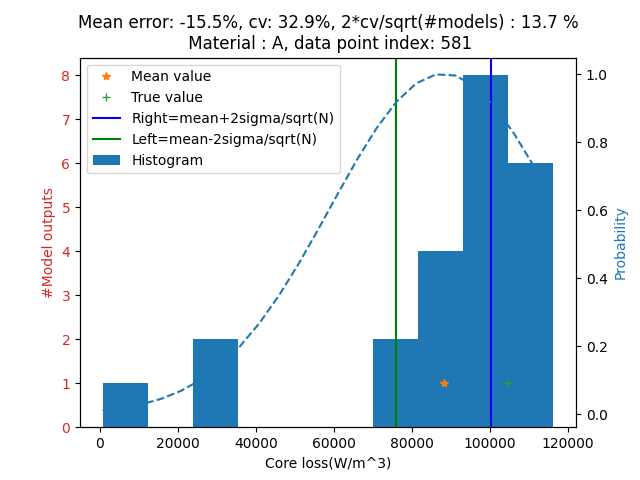 Mean error: -15.5%, cv: 32.9%, 2*cv/sqrt(#models) : 13.7 %
Material : A, data point index: 581
Mean value
True value
Right=mean+2sigma/sqrt(N)
Left=mean-2sigma/sqrt(N)
Histogram
#Model outputs
8
7
6
5
4
3
2
1
0
Probability
1.0
0.8
0.6
0.4
0.2
0.0
0 20000 40000 60000 80000 100000 120000
Core loss(W/m^3)